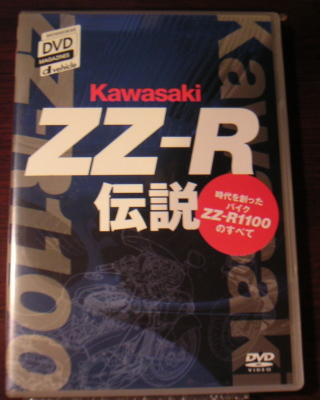 DVD
MAGAZINES
vehicle
Kawasaki
ZZ-R
伝説
時代を創った
バイク
ZZ-R1100
のすべて
Kawasaki
ZZ-R1100
DVD
VIDEO